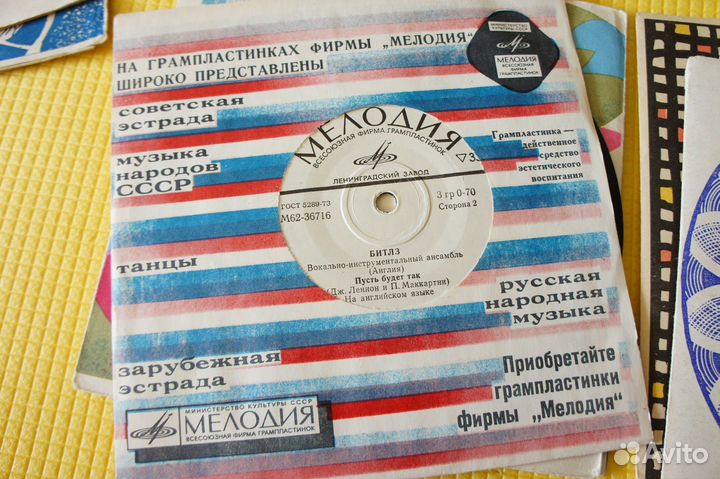 НА ГРАМПЛАСТИНКАХ ФИРМЫ „МЕЛОДИЯ“
ШИРОКО ПРЕДСТАВЛЕНЫ
МИНИСТЕРСТВО
КУЛЬТУРЫ СССР
МЕЛОДИЯ
ВСЕСОЮЗНАЯ
ФИРМА
ГРАМПЛАСТИНОК
советская
эстрада
музыка
народов
СССР
танцы
зарубежная
эстрада
МЕЛОДИЯ
ВСЕСОЮЗНАЯ ФИРМА ГРАМПЛАСТИНОК
ЛЕНИНГРАДСКИЙ ЗАВОД
ГОСТ 5289-73
М62-36716
3 гр 0-70
Сторона 2
БИТЛЗ
Вокально-инструментальный ансамбль
(Англия)
Пусть будет так
(Дж. Леннон и П. Маккартни)
На английском языке
Грампластинка —
действенное
средство
эстетического
воспитания
русская
народная
музыка
Приобретайте
грампластинки
фирмы „Мелодия“
МИНИСТЕРСТВО КУЛЬТУРЫ СССР
МЕЛОДИЯ
ВСЕСОЮЗНАЯ ФИРМА ГРАМПЛАСТИНОК
Avito